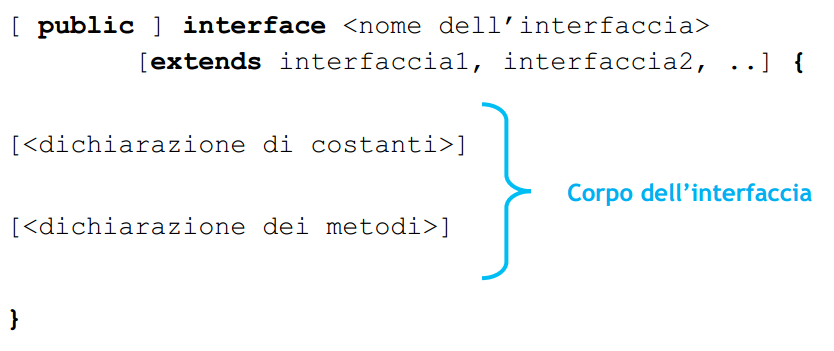 [ public ] interface <nome dell’interfaccia>
[extends interfaccia1, interfaccia2, ..] {
[<dichiarazione di costanti>]
Corpo dell’interfaccia
[<dichiarazione dei metodi>]
}